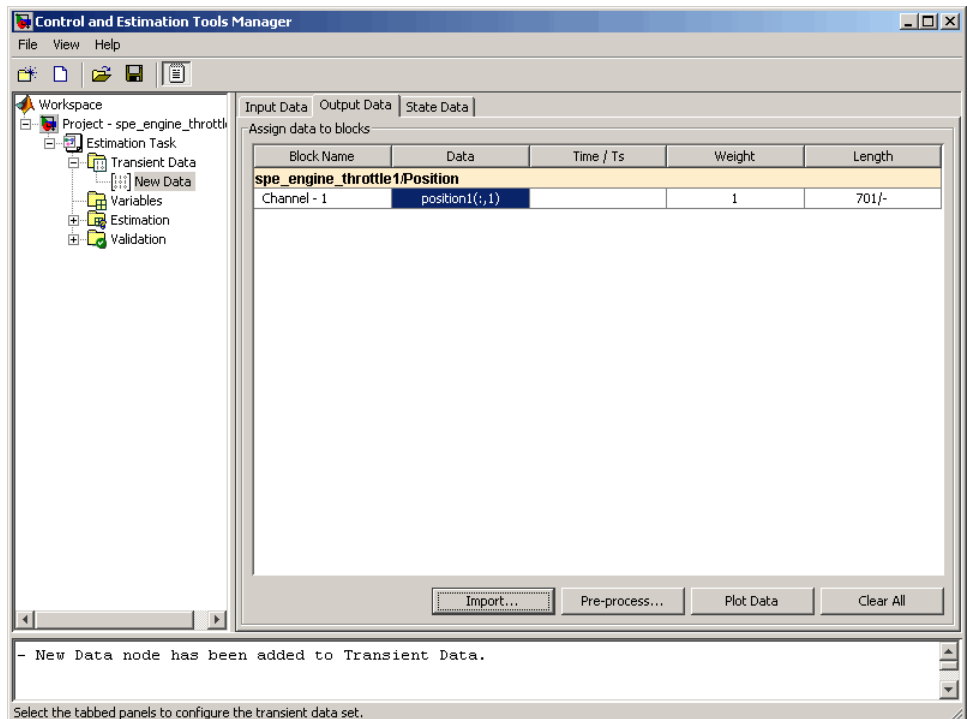 Control and Estimation Tools Manager
File View Help
Workspace
Project - spe_engine_throttl
Estimation Task
Transient Data
New Data
Variables
Estimation
Validation
Input Data Output Data State Data
Assign data to blocks
Block Name Data Time / Ts Weight Length
spe_engine_throttle1/Position
Channel - 1 position1(:,1) 1 701/-
Import... Pre-process... Plot Data Clear All
- New Data node has been added to Transient Data.
Select the tabbed panels to configure the transient data set.